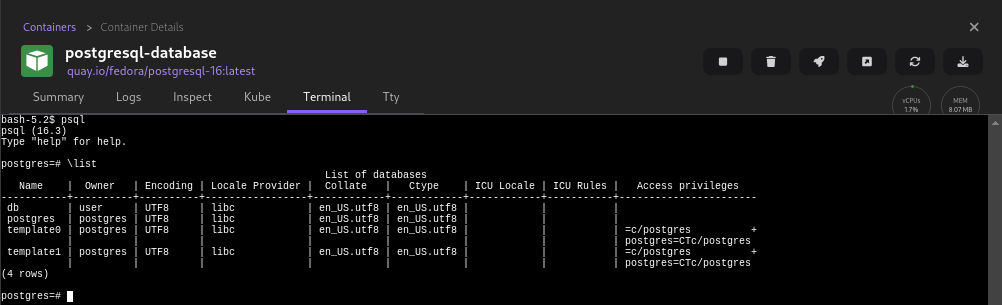 Containers > Container Details
postgresql-database
quay.io/fedora/postgresql-16:latest
Summary Logs Inspect Kube Terminal Tty
vCPUs
1.7%
MEM
8.07 MB
bash-5.2$ psql
psql (16.3)
Type "help" for help.
postgres=# \list
List of databases
Name | Owner | Encoding | Locale Provider | Collate | Ctype | ICU Locale | ICU Rules | Access privileges
-----------+----------+----------+-----------------+------------+------------+------------+-----------+-----------------------
db | user | UTF8 | libc | en_US.utf8 | en_US.utf8 | | |
postgres | postgres | UTF8 | libc | en_US.utf8 | en_US.utf8 | | |
template0 | postgres | UTF8 | libc | en_US.utf8 | en_US.utf8 | | | =c/postgres +
| | | | | | | | postgres=CTc/postgres
template1 | postgres | UTF8 | libc | en_US.utf8 | en_US.utf8 | | | =c/postgres +
| | | | | | | | postgres=CTc/postgres
(4 rows)
postgres=#